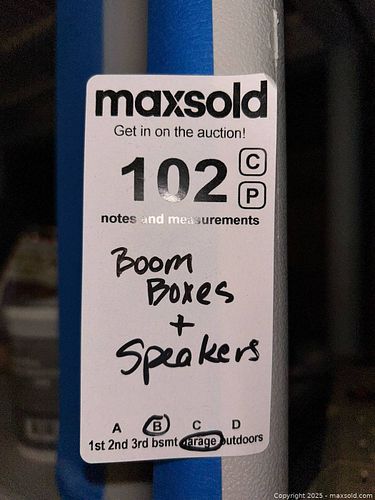 maxsold
Get in on the auction!
102
C
P
notes and measurements
Boom
Boxes
+
Speakers
A B C D
1st 2nd 3rd bsmt garage outdoors
Copyright 2025 - maxsold.com